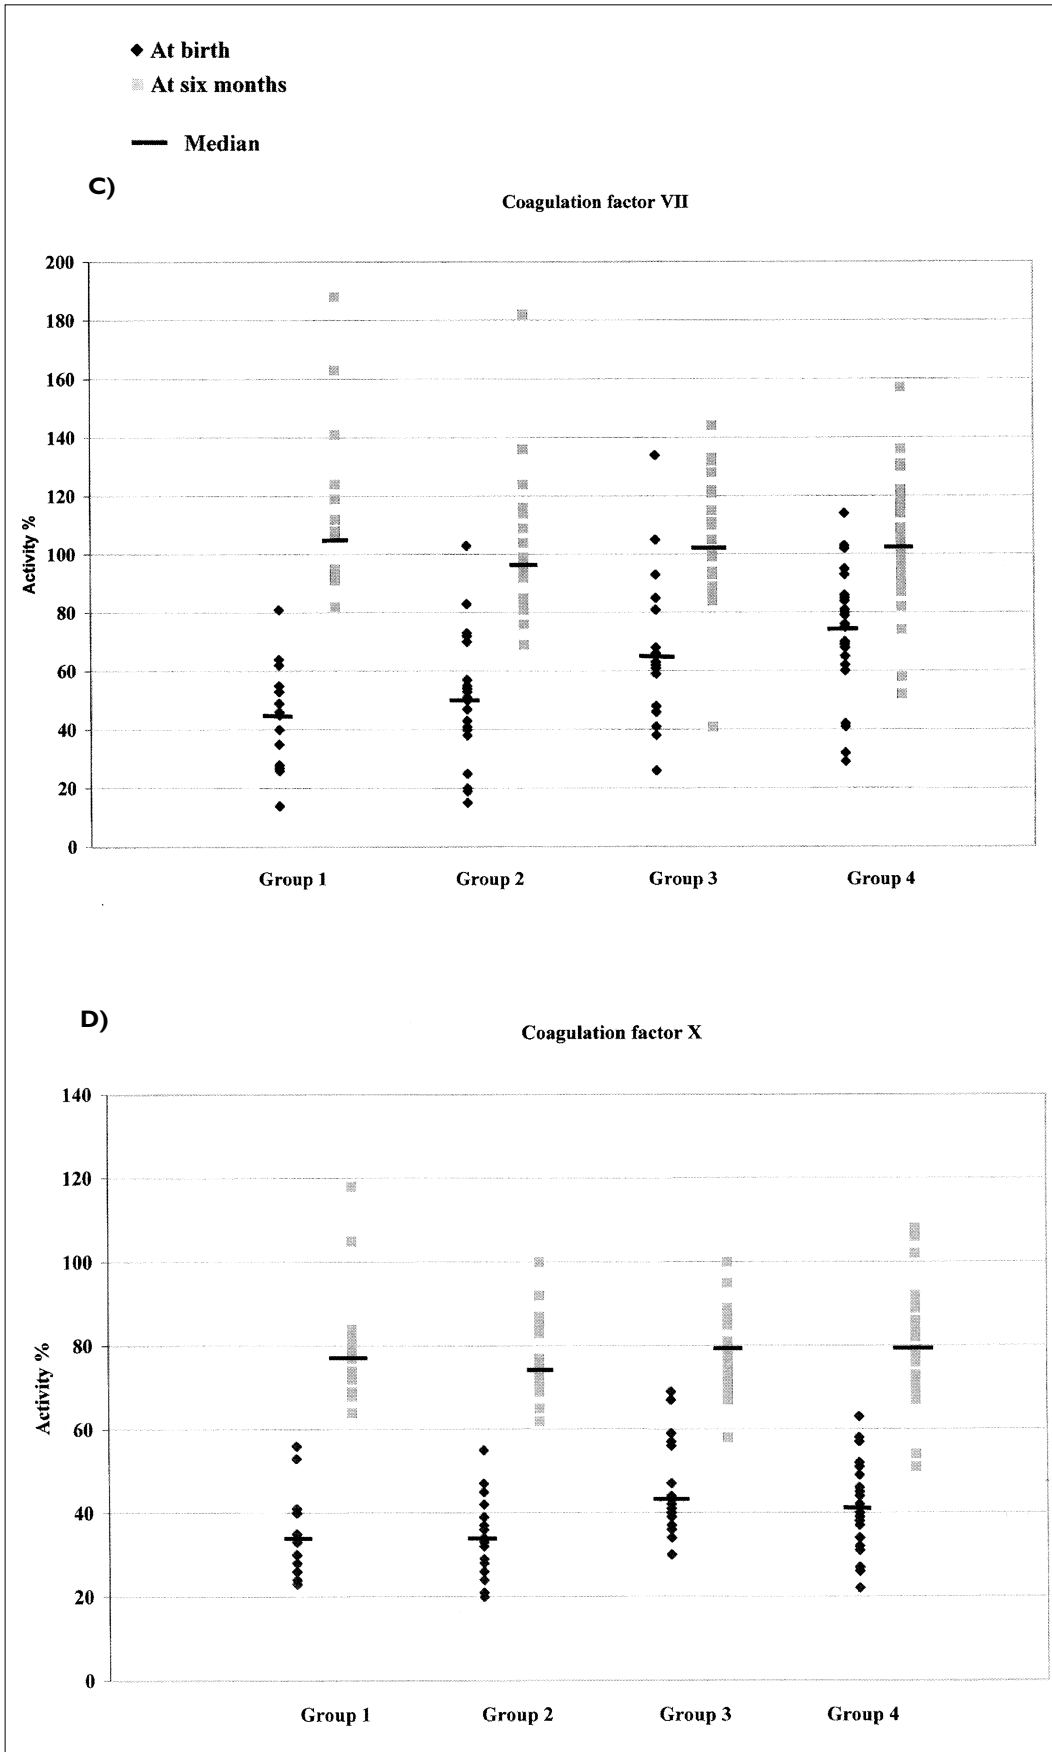 At birth
At six months
Median
C)
Coagulation factor VII
200
180
160
140
120
100
80
60
40
20
0
Activity %
Group 1 Group 2 Group 3 Group 4
D)
Coagulation factor X
140
120
100
80
60
40
20
0
Activity %
Group 1 Group 2 Group 3 Group 4